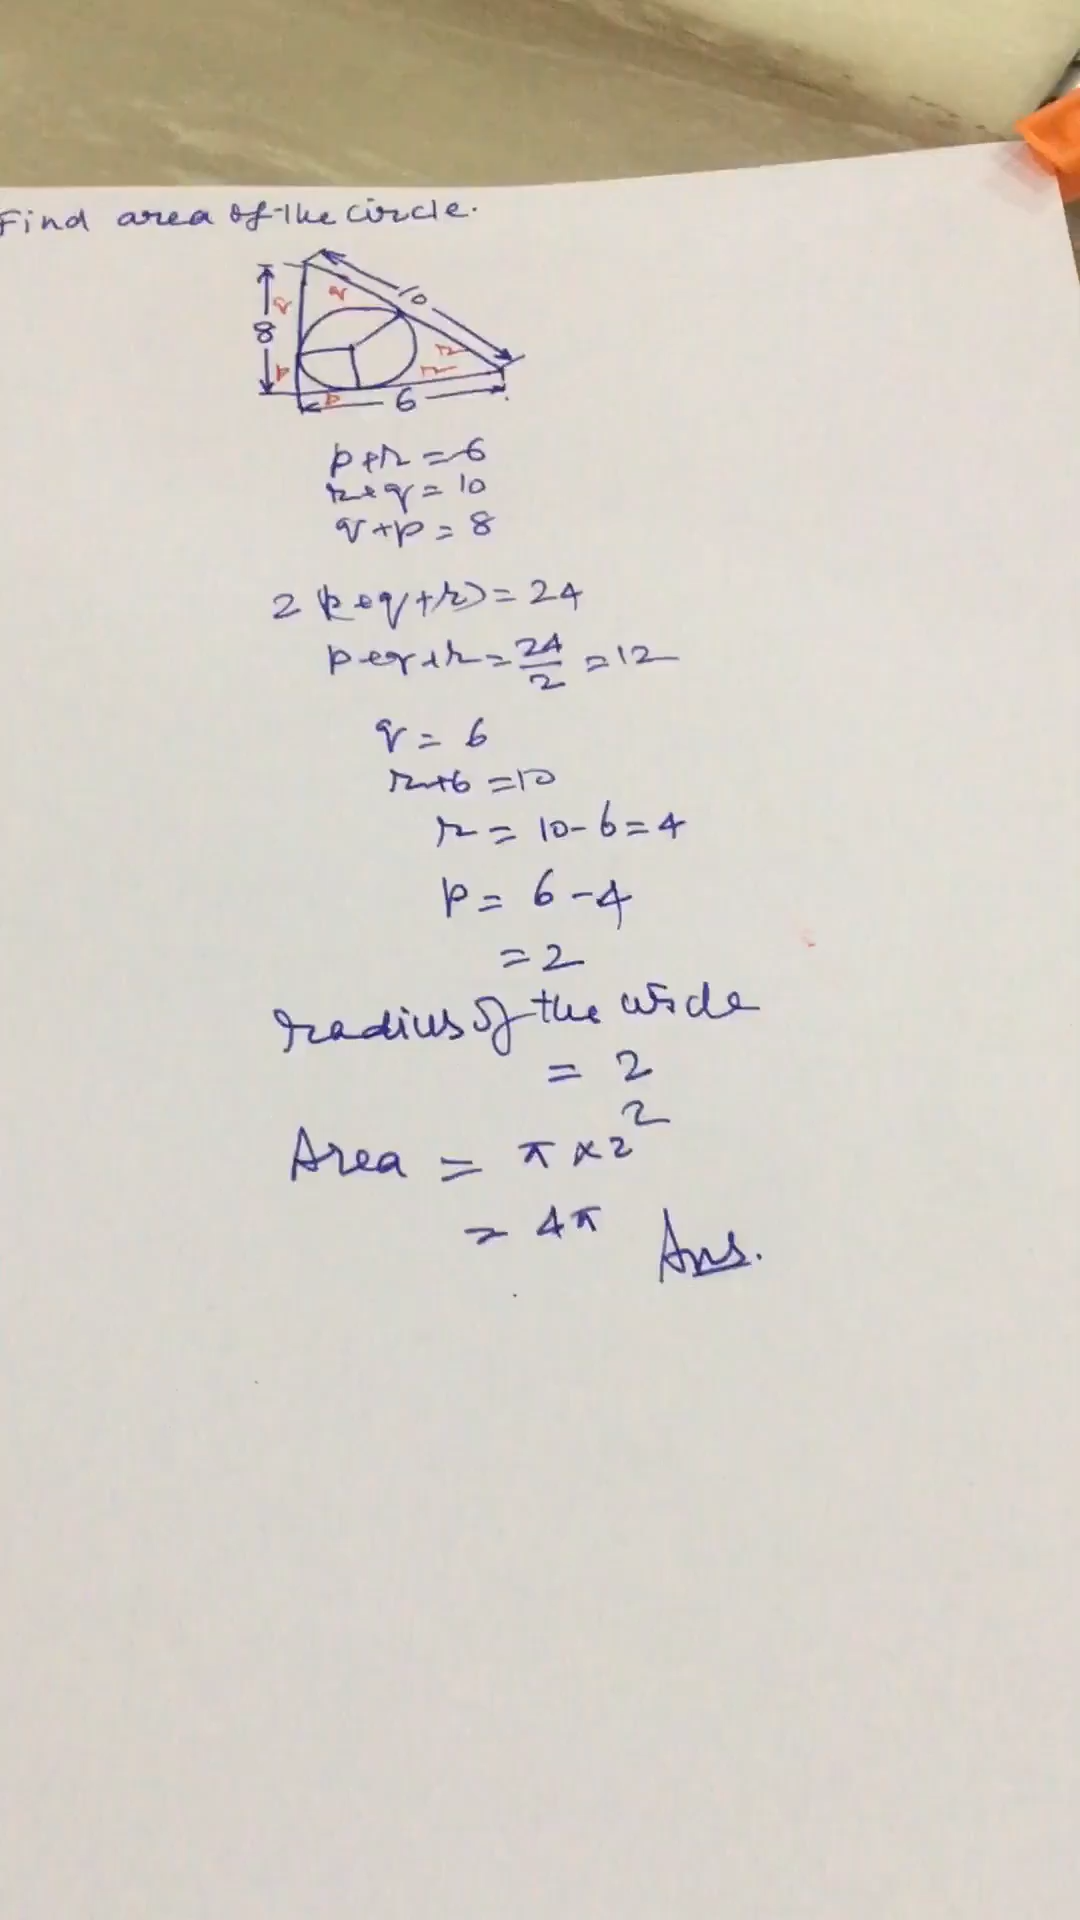 Find area of the circle.
q
q
10
8
r
r
p
p
6
p+r = 6
r+q = 10
q+p = 8
2(p+q+r) = 24
p+q+r = 24/2 = 12
q = 6
r+6 = 10
r = 10-6 = 4
p = 6-4
= 2
radius of the circle
= 2
Area = π×2²
= 4π Ans.